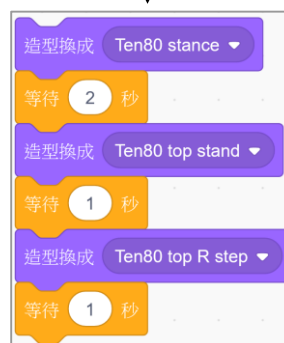 造型換成 Ten80 stance
等待 2 秒
造型換成 Ten80 top stand
等待 1 秒
造型換成 Ten80 top R step
等待 1 秒